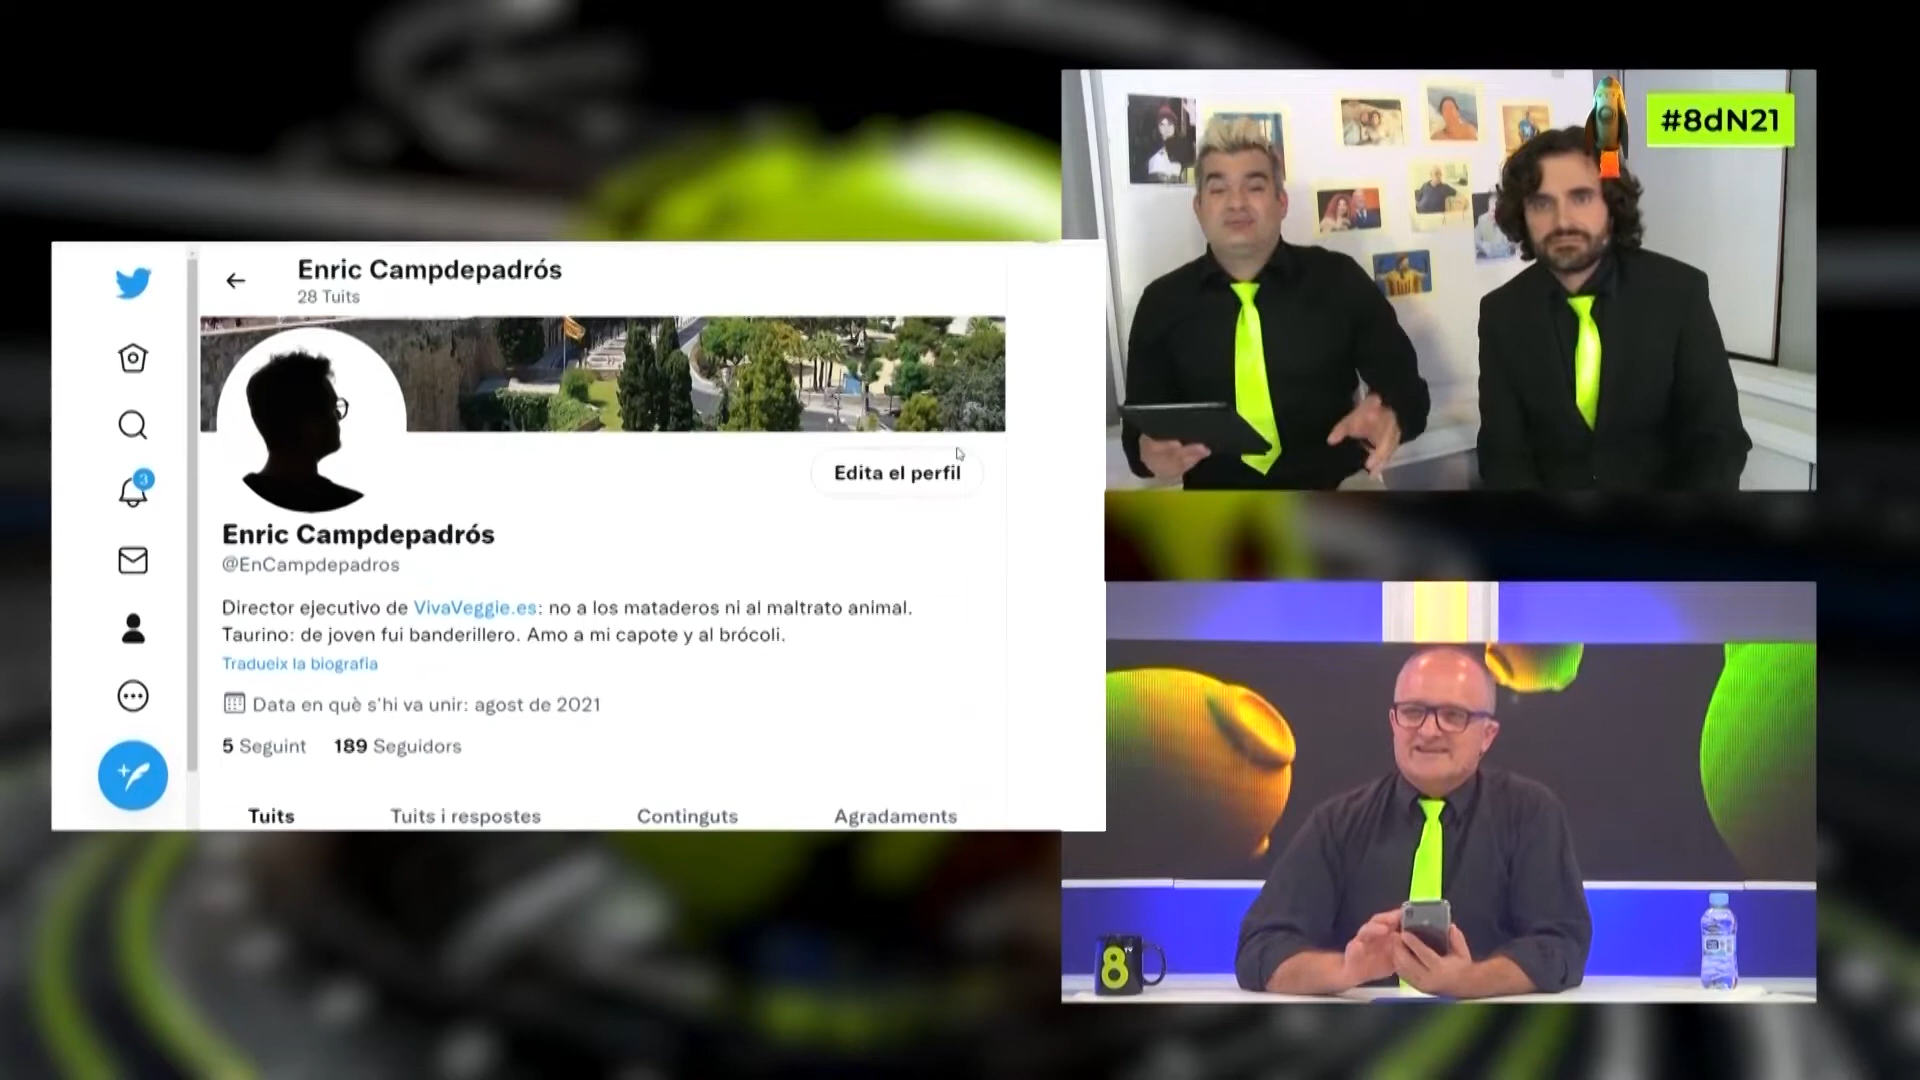 #8dN21
Enric Campdepadrós
28 Tuits
Edita el perfil
3
Enric Campdepadrós
@EnCampdepadros
Director ejecutivo de VivaVeggie.es: no a los mataderos ni al maltrato animal.
Taurino: de joven fui banderillero. Amo a mi capote y al brócoli.
Tradueix la biografia
Data en què s'hi va unir: agost de 2021
5 Seguint 189 Seguidors
Tuits Tuits i respostes Continguts Agradaments
8 TV